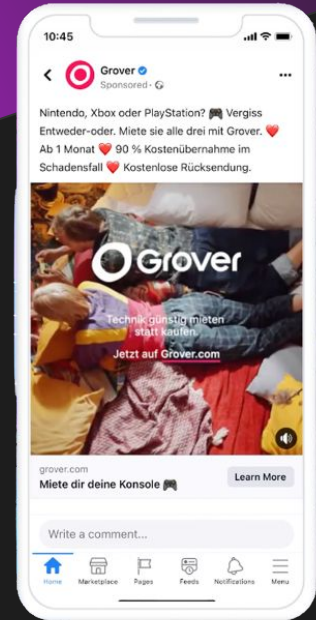 10:45
Grover
Sponsored ·
Nintendo, Xbox oder PlayStation? 🎮 Vergiss
Entweder-oder. Miete sie alle drei mit Grover. ❤️
Ab 1 Monat ❤️ 90 % Kostenübernahme im
Schadensfall ❤️ Kostenlose Rücksendung.
Grover
Technik günstig mieten
statt kaufen.
Jetzt auf Grover.com
grover.com
Miete dir deine Konsole 🎮
Learn More
Write a comment...
Home Marketplace Pages Feeds Notifications Menu